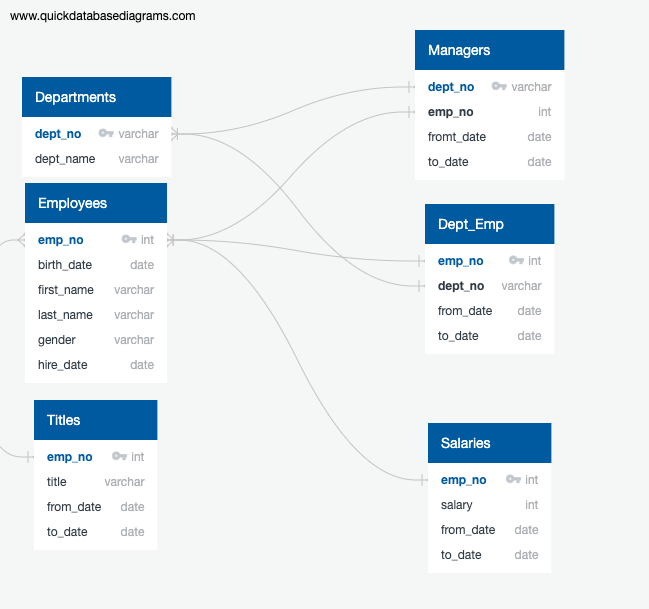 www.quickdatabasediagrams.com
Departments
dept_no varchar
dept_name varchar
Employees
emp_no int
birth_date date
first_name varchar
last_name varchar
gender varchar
hire_date date
Titles
emp_no int
title varchar
from_date date
to_date date
Managers
dept_no varchar
emp_no int
fromt_date date
to_date date
Dept_Emp
emp_no int
dept_no varchar
from_date date
to_date date
Salaries
emp_no int
salary int
from_date date
to_date date